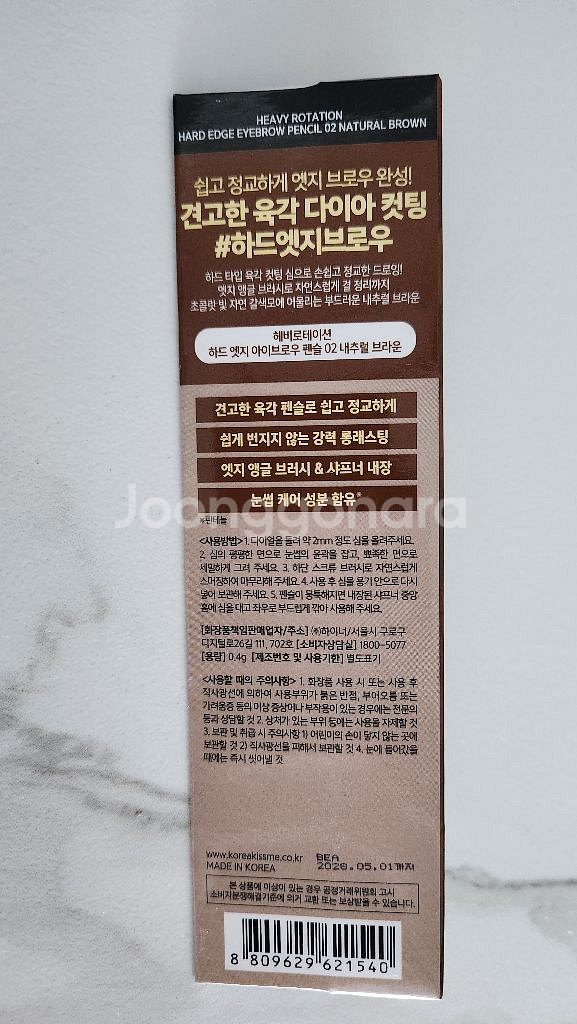 HEAVY ROTATION
HARD EDGE EYEBROW PENCIL 02 NATURAL BROWN
쉽고 정교하게 엣지 브로우 완성!
견고한 육각 다이아 컷팅
#하드엣지브로우
하드 타입 육각 컷팅 심으로 손쉽고 정교한 드로잉!
엣지 앵글 브러시로 자연스럽게 결 정리까지
초콜랏 빛 자연 갈색모에 어울리는 부드러운 내추럴 브라운
헤비로테이션
하드 엣지 아이브로우 펜슬 02 내추럴 브라운
견고한 육각 펜슬로 쉽고 정교하게
쉽게 번지지 않는 강력 롱래스팅
엣지 앵글 브러시 & 샤프너 내장
눈썹 케어 성분 함유*
Joonggonara
※판테놀
<사용방법> 1. 다이얼을 돌려 약 2mm 정도 심을 올려주세요.
2. 심의 평평한 면으로 눈썹의 윤곽을 잡고, 뾰족한 면으로
세밀하게 그려 주세요. 3. 하단 스크류 브러시로 자연스럽게
스머징하여 마무리해 주세요. 4. 사용 후 심을 용기 안으로 다시
넣어 보관해 주세요. 5. 펜슬이 뭉툭해지면 내장된 샤프너 중앙
홈에 심을 대고 좌우로 부드럽게 깎아 사용해 주세요.
[화장품책임판매업자/주소] ㈜하이너/서울시 구로구
디지털로26길 111, 702호 [소비자상담실] 1800-5077
[용량] 0.4g [제조번호 및 사용기한] 별도표기
<사용할 때의 주의사항> 1. 화장품 사용 시 또는 사용 후
직사광선에 의하여 사용부위가 붉은 반점, 부어오름 또는
가려움증 등의 이상 증상이나 부작용이 있는 경우에는 전문의
등과 상담할 것 2. 상처가 있는 부위 등에는 사용을 자제할 것
3. 보관 및 취급 시 주의사항 1) 어린이의 손이 닿지 않는 곳에
보관할 것 2) 직사광선을 피해서 보관할 것 4. 눈에 들어갔을
때에는 즉시 씻어낼 것
www.koreakissme.co.kr BEA
MADE IN KOREA 2028.05.01까지
본 상품에 이상이 있는 경우 공정거래위원회 고시
소비자분쟁해결기준에 의거 교환 또는 보상받을 수 있습니다.
8 809629 621540